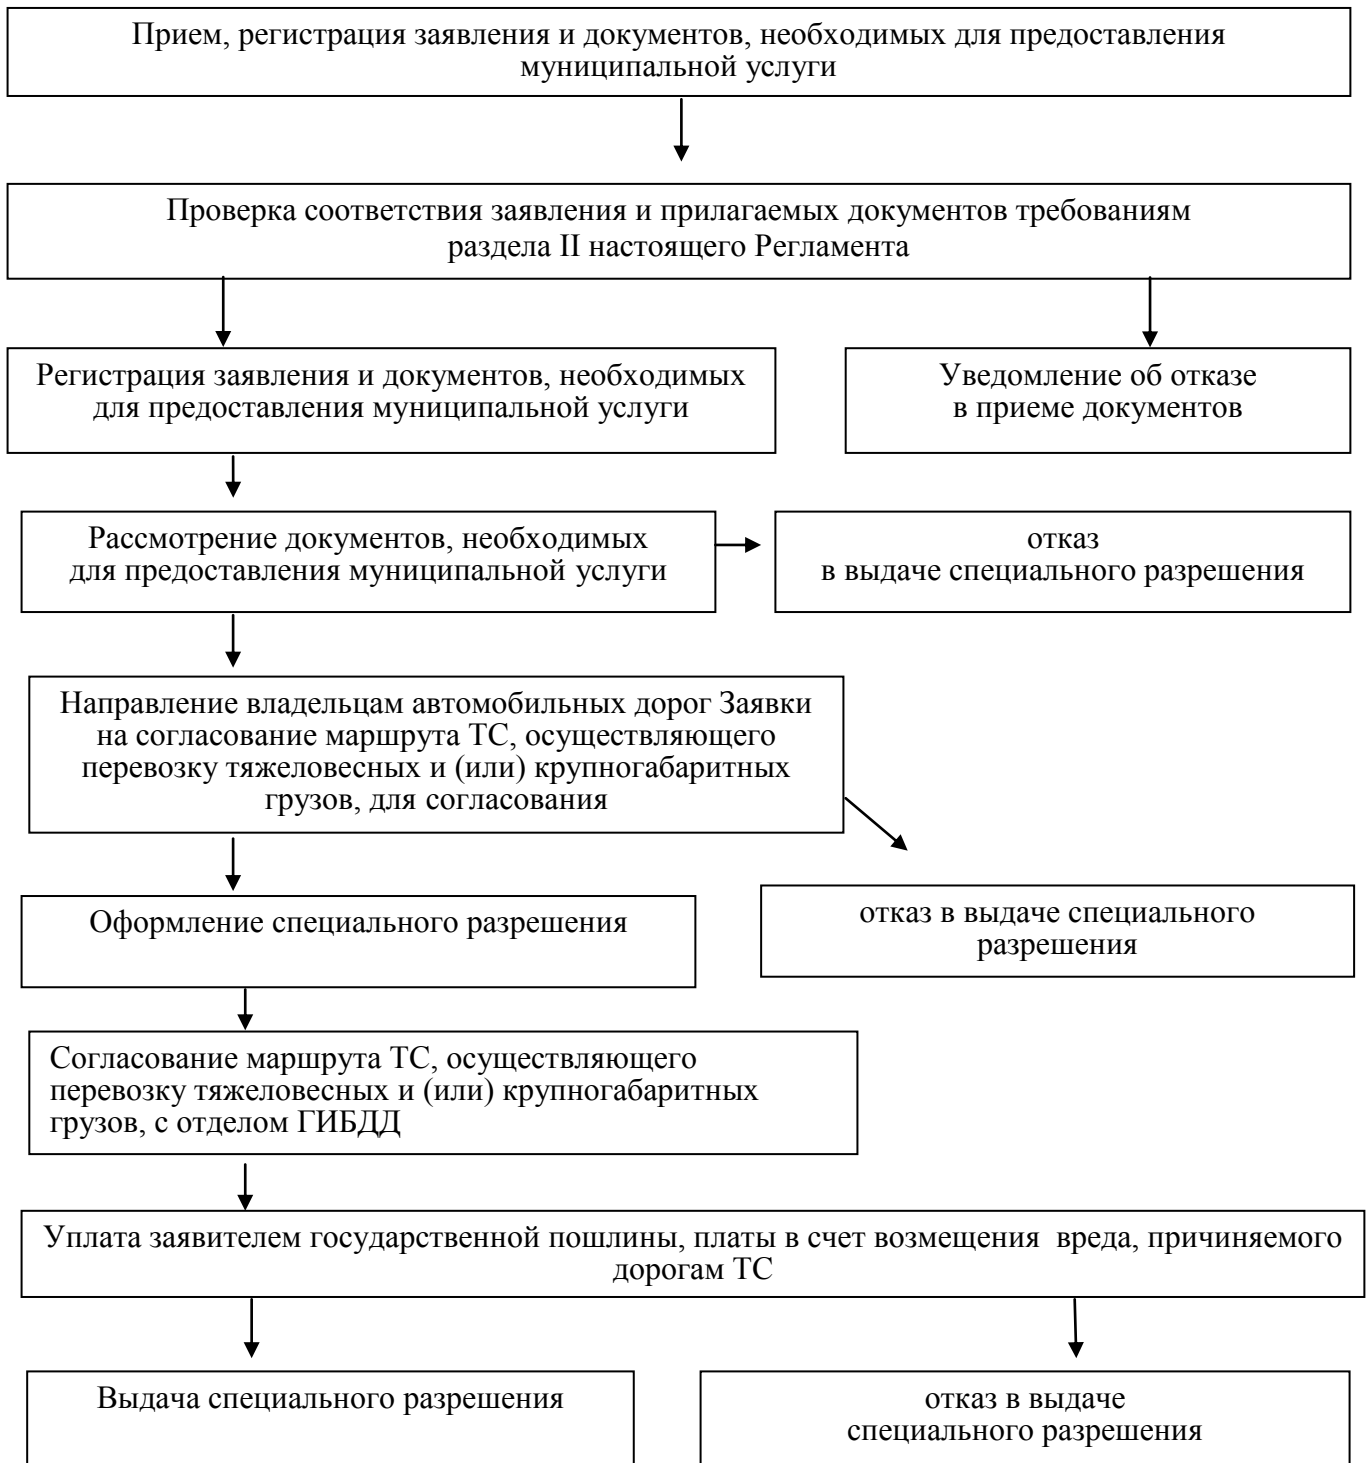 Прием, регистрация заявления и документов, необходимых для предоставления
муниципальной услуги
Проверка соответствия заявления и прилагаемых документов требованиям
раздела II настоящего Регламента
Регистрация заявления и документов, необходимых
для предоставления муниципальной услуги
Уведомление об отказе
в приеме документов
Рассмотрение документов, необходимых
для предоставления муниципальной услуги
отказ
в выдаче специального разрешения
Направление владельцам автомобильных дорог Заявки
на согласование маршрута ТС, осуществляющего
перевозку тяжеловесных и (или) крупногабаритных
грузов, для согласования
отказ в выдаче специального
разрешения
Оформление специального разрешения
Согласование маршрута ТС, осуществляющего
перевозку тяжеловесных и (или) крупногабаритных
грузов, с отделом ГИБДД
Уплата заявителем государственной пошлины, платы в счет возмещения  вреда, причиняемого
дорогам ТС
Выдача специального разрешения
отказ в выдаче
специального разрешения